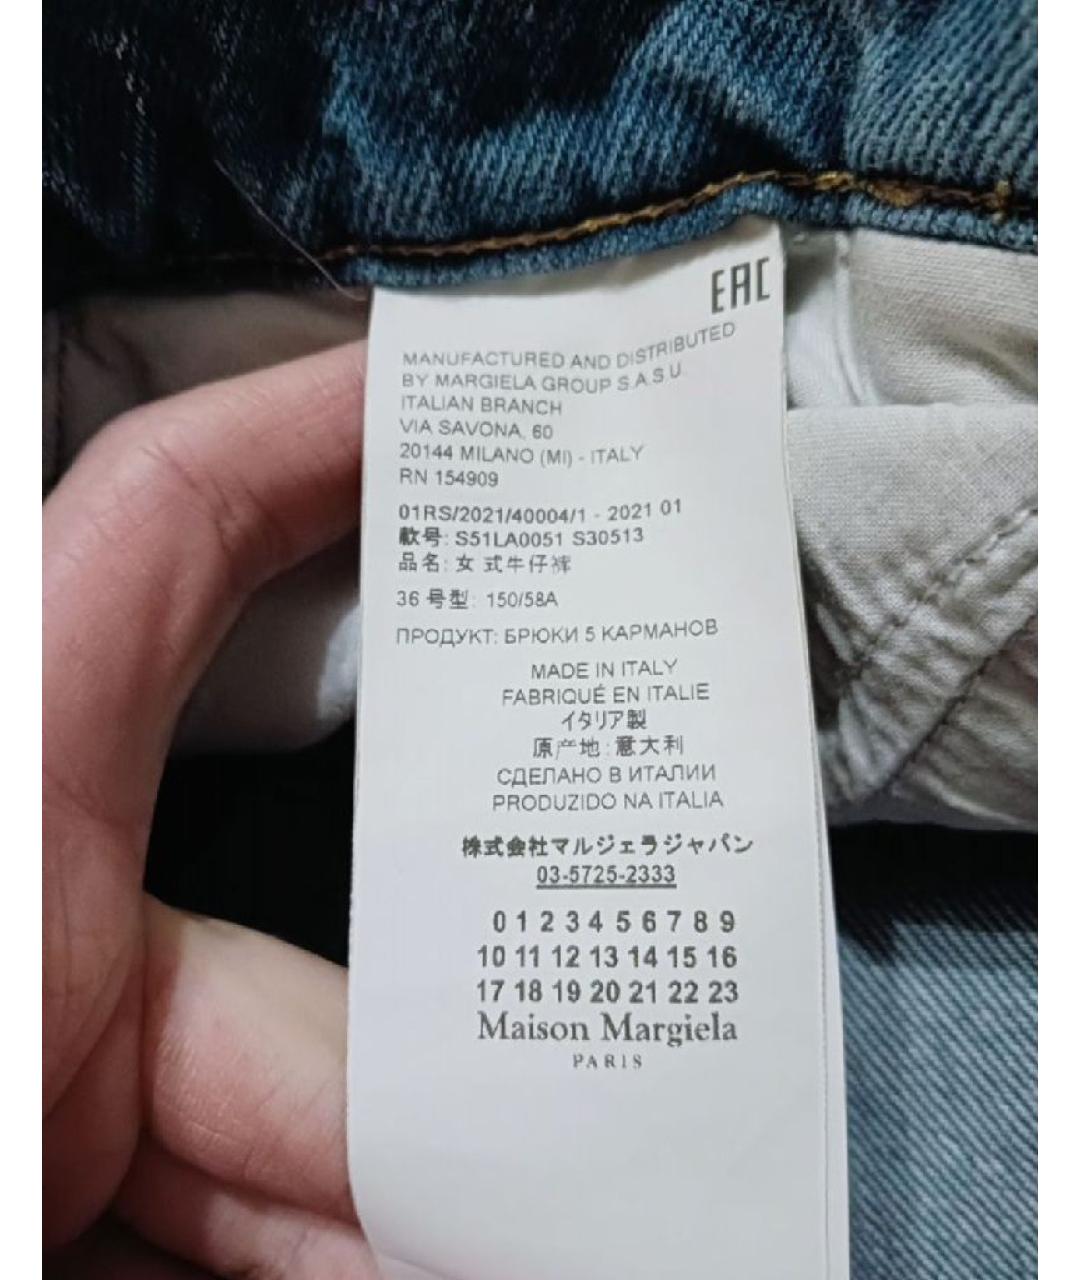 EAC
MANUFACTURED AND DISTRIBUTED
BY MARGIELA GROUP S.A.S.U.
ITALIAN BRANCH
VIA SAVONA, 60
20144 MILANO (MI) - ITALY
RN 154909
01RS/2021/40004/1 - 2021 01
款号: S51LA0051 S30513
品名: 女 式牛仔裤
36 号型: 150/58A
ПРОДУКТ: БРЮКИ 5 КАРМАНОВ
MADE IN ITALY
FABRIQUÉ EN ITALIE
イタリア製
原产地: 意大利
СДЕЛАНО В ИТАЛИИ
PRODUZIDO NA ITALIA
株式会社マルジェラジャパン
03-5725-2333
0 1 2 3 4 5 6 7 8 9
10 11 12 13 14 15 16
17 18 19 20 21 22 23
Maison Margiela
PARIS